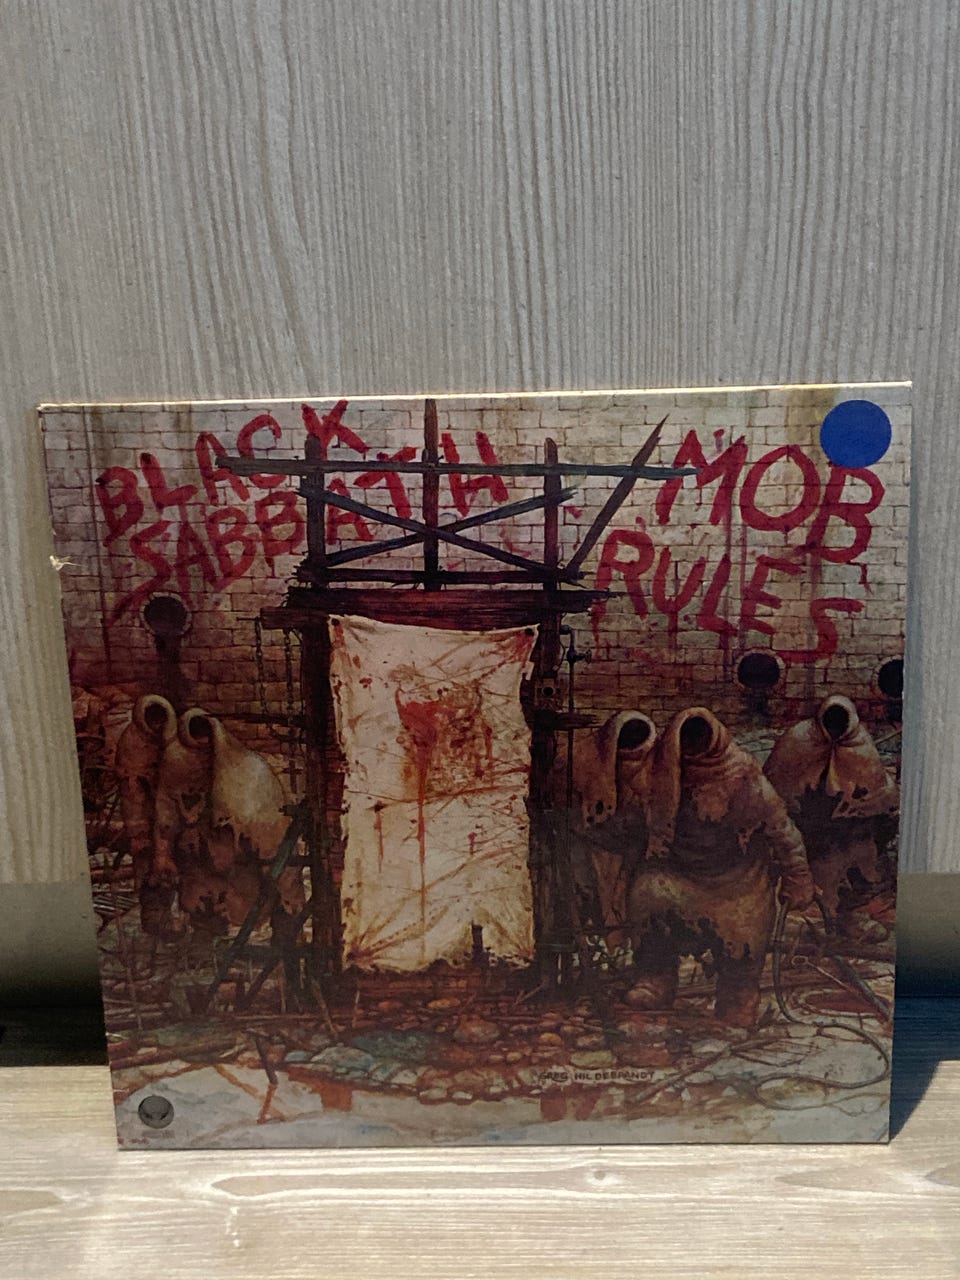 BLACK
SABBATH
MOB
RULES
GREG HILDEBRANDT